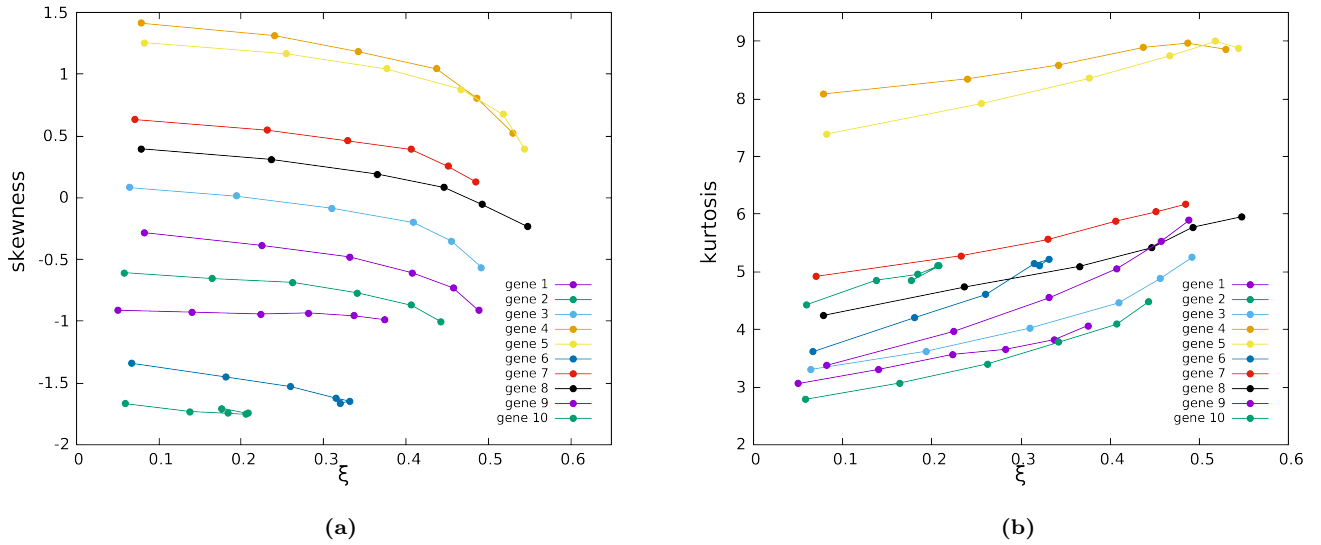 1.5
1
0.5
0
-0.5
-1
-1.5
-2
skewness
0
0.1
0.2
0.3
0.4
0.5
0.6
ξ
gene 1
gene 2
gene 3
gene 4
gene 5
gene 6
gene 7
gene 8
gene 9
gene 10
(a)
9
8
7
6
5
4
3
2
kurtosis
0
0.1
0.2
0.3
0.4
0.5
0.6
ξ
gene 1
gene 2
gene 3
gene 4
gene 5
gene 6
gene 7
gene 8
gene 9
gene 10
(b)